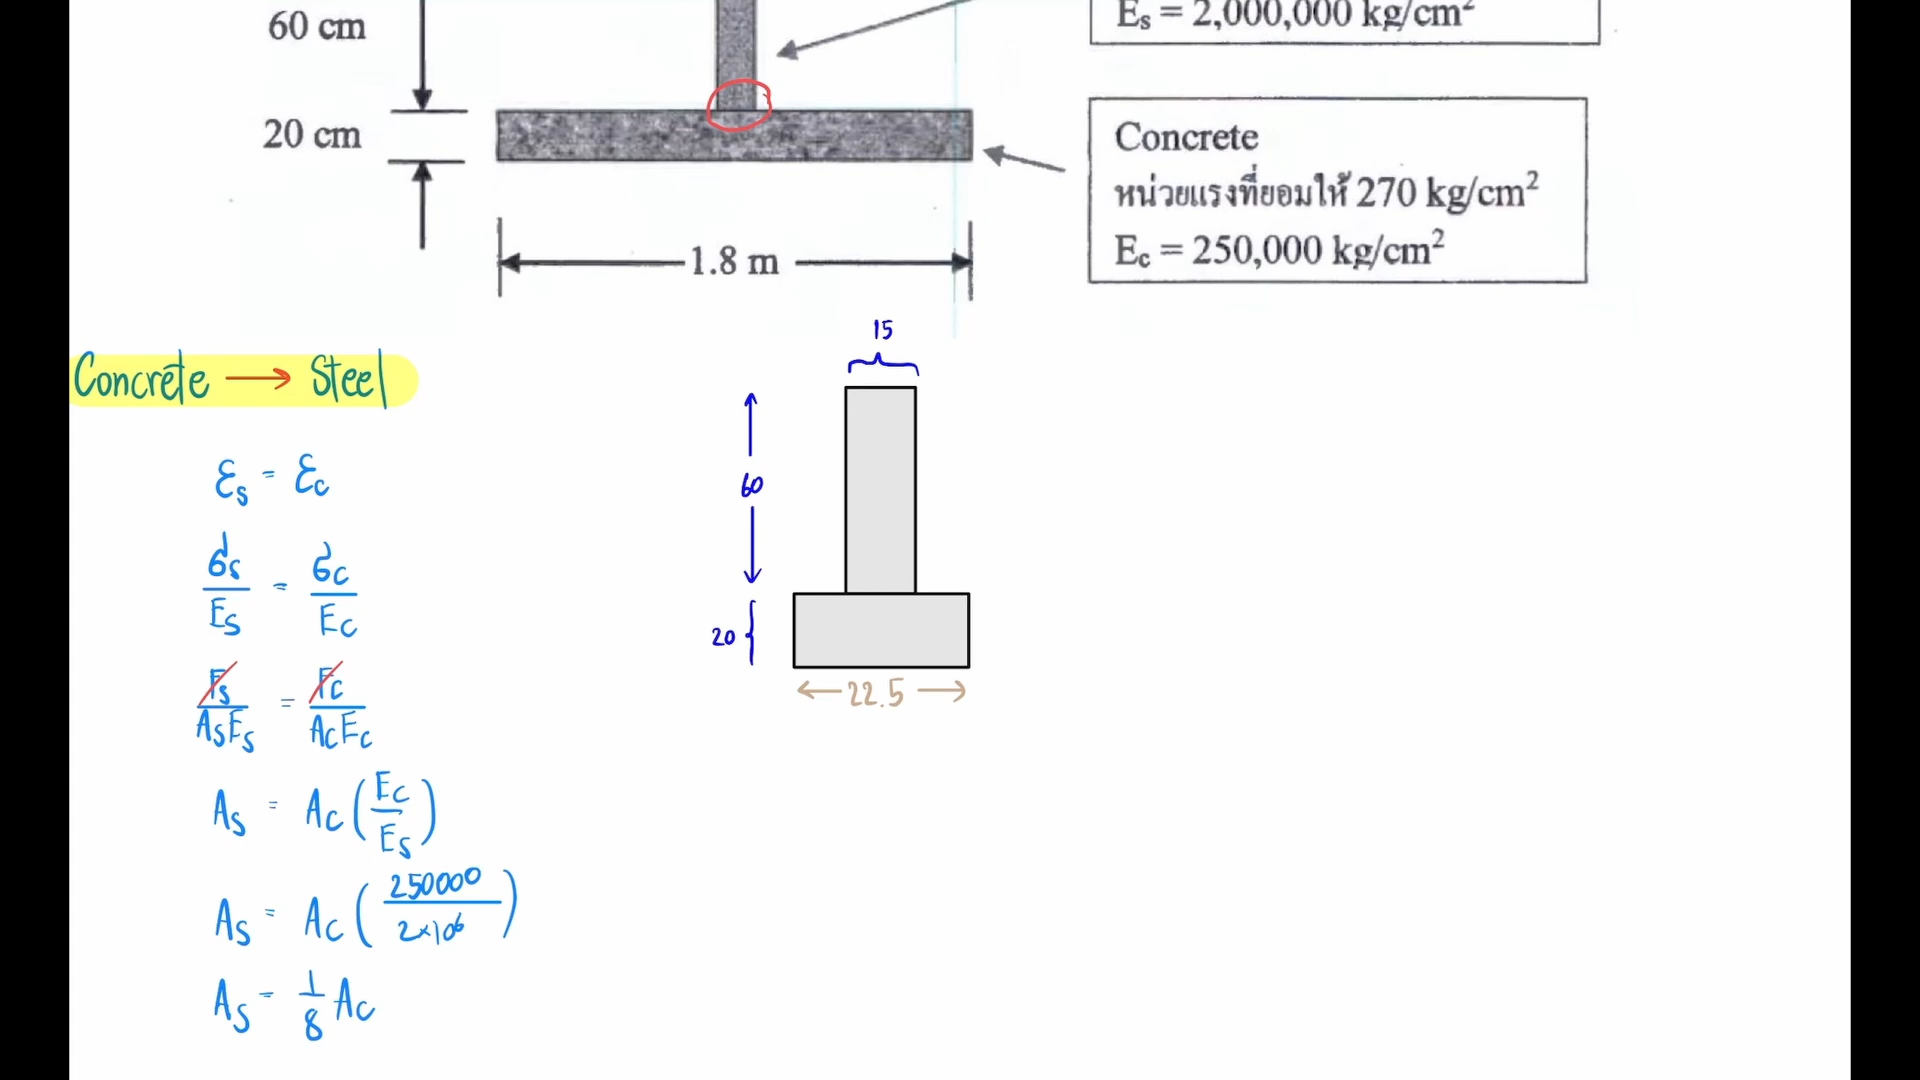 60 cm
Es = 2,000,000 kg/cm²
20 cm
Concrete
หน่วยแรงที่ยอมให้ 270 kg/cm²
Ec = 250,000 kg/cm²
1.8 m
Concrete → Steel
15
60
20
22.5
εs = εc
σs/Es = σc/Ec
Fs/AsEs = Fc/AcEc
As = Ac(Ec/Es)
As = Ac(250000/2×10⁶)
As = 1/8 Ac